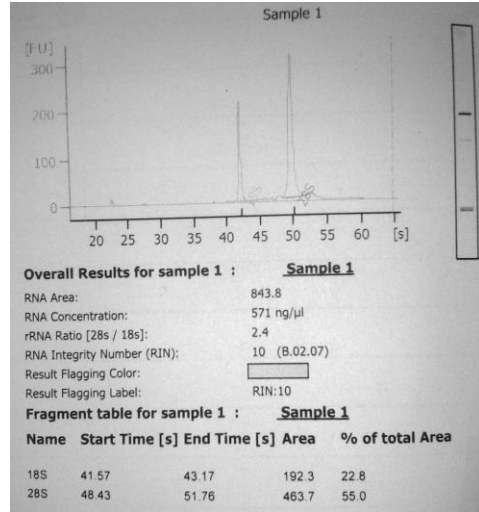 Sample 1
[FU]
300
200
100
0
20 25 30 35 40 45 50 55 60 [s]
Overall Results for sample 1 : Sample 1
RNA Area: 843.8
RNA Concentration: 571 ng/µl
rRNA Ratio [28s / 18s]: 2.4
RNA Integrity Number (RIN): 10 (B.02.07)
Result Flagging Color:
Result Flagging Label: RIN:10
Fragment table for sample 1 : Sample 1
Name Start Time [s] End Time [s] Area % of total Area
18S 41.57 43.17 192.3 22.8
28S 48.43 51.76 463.7 55.0